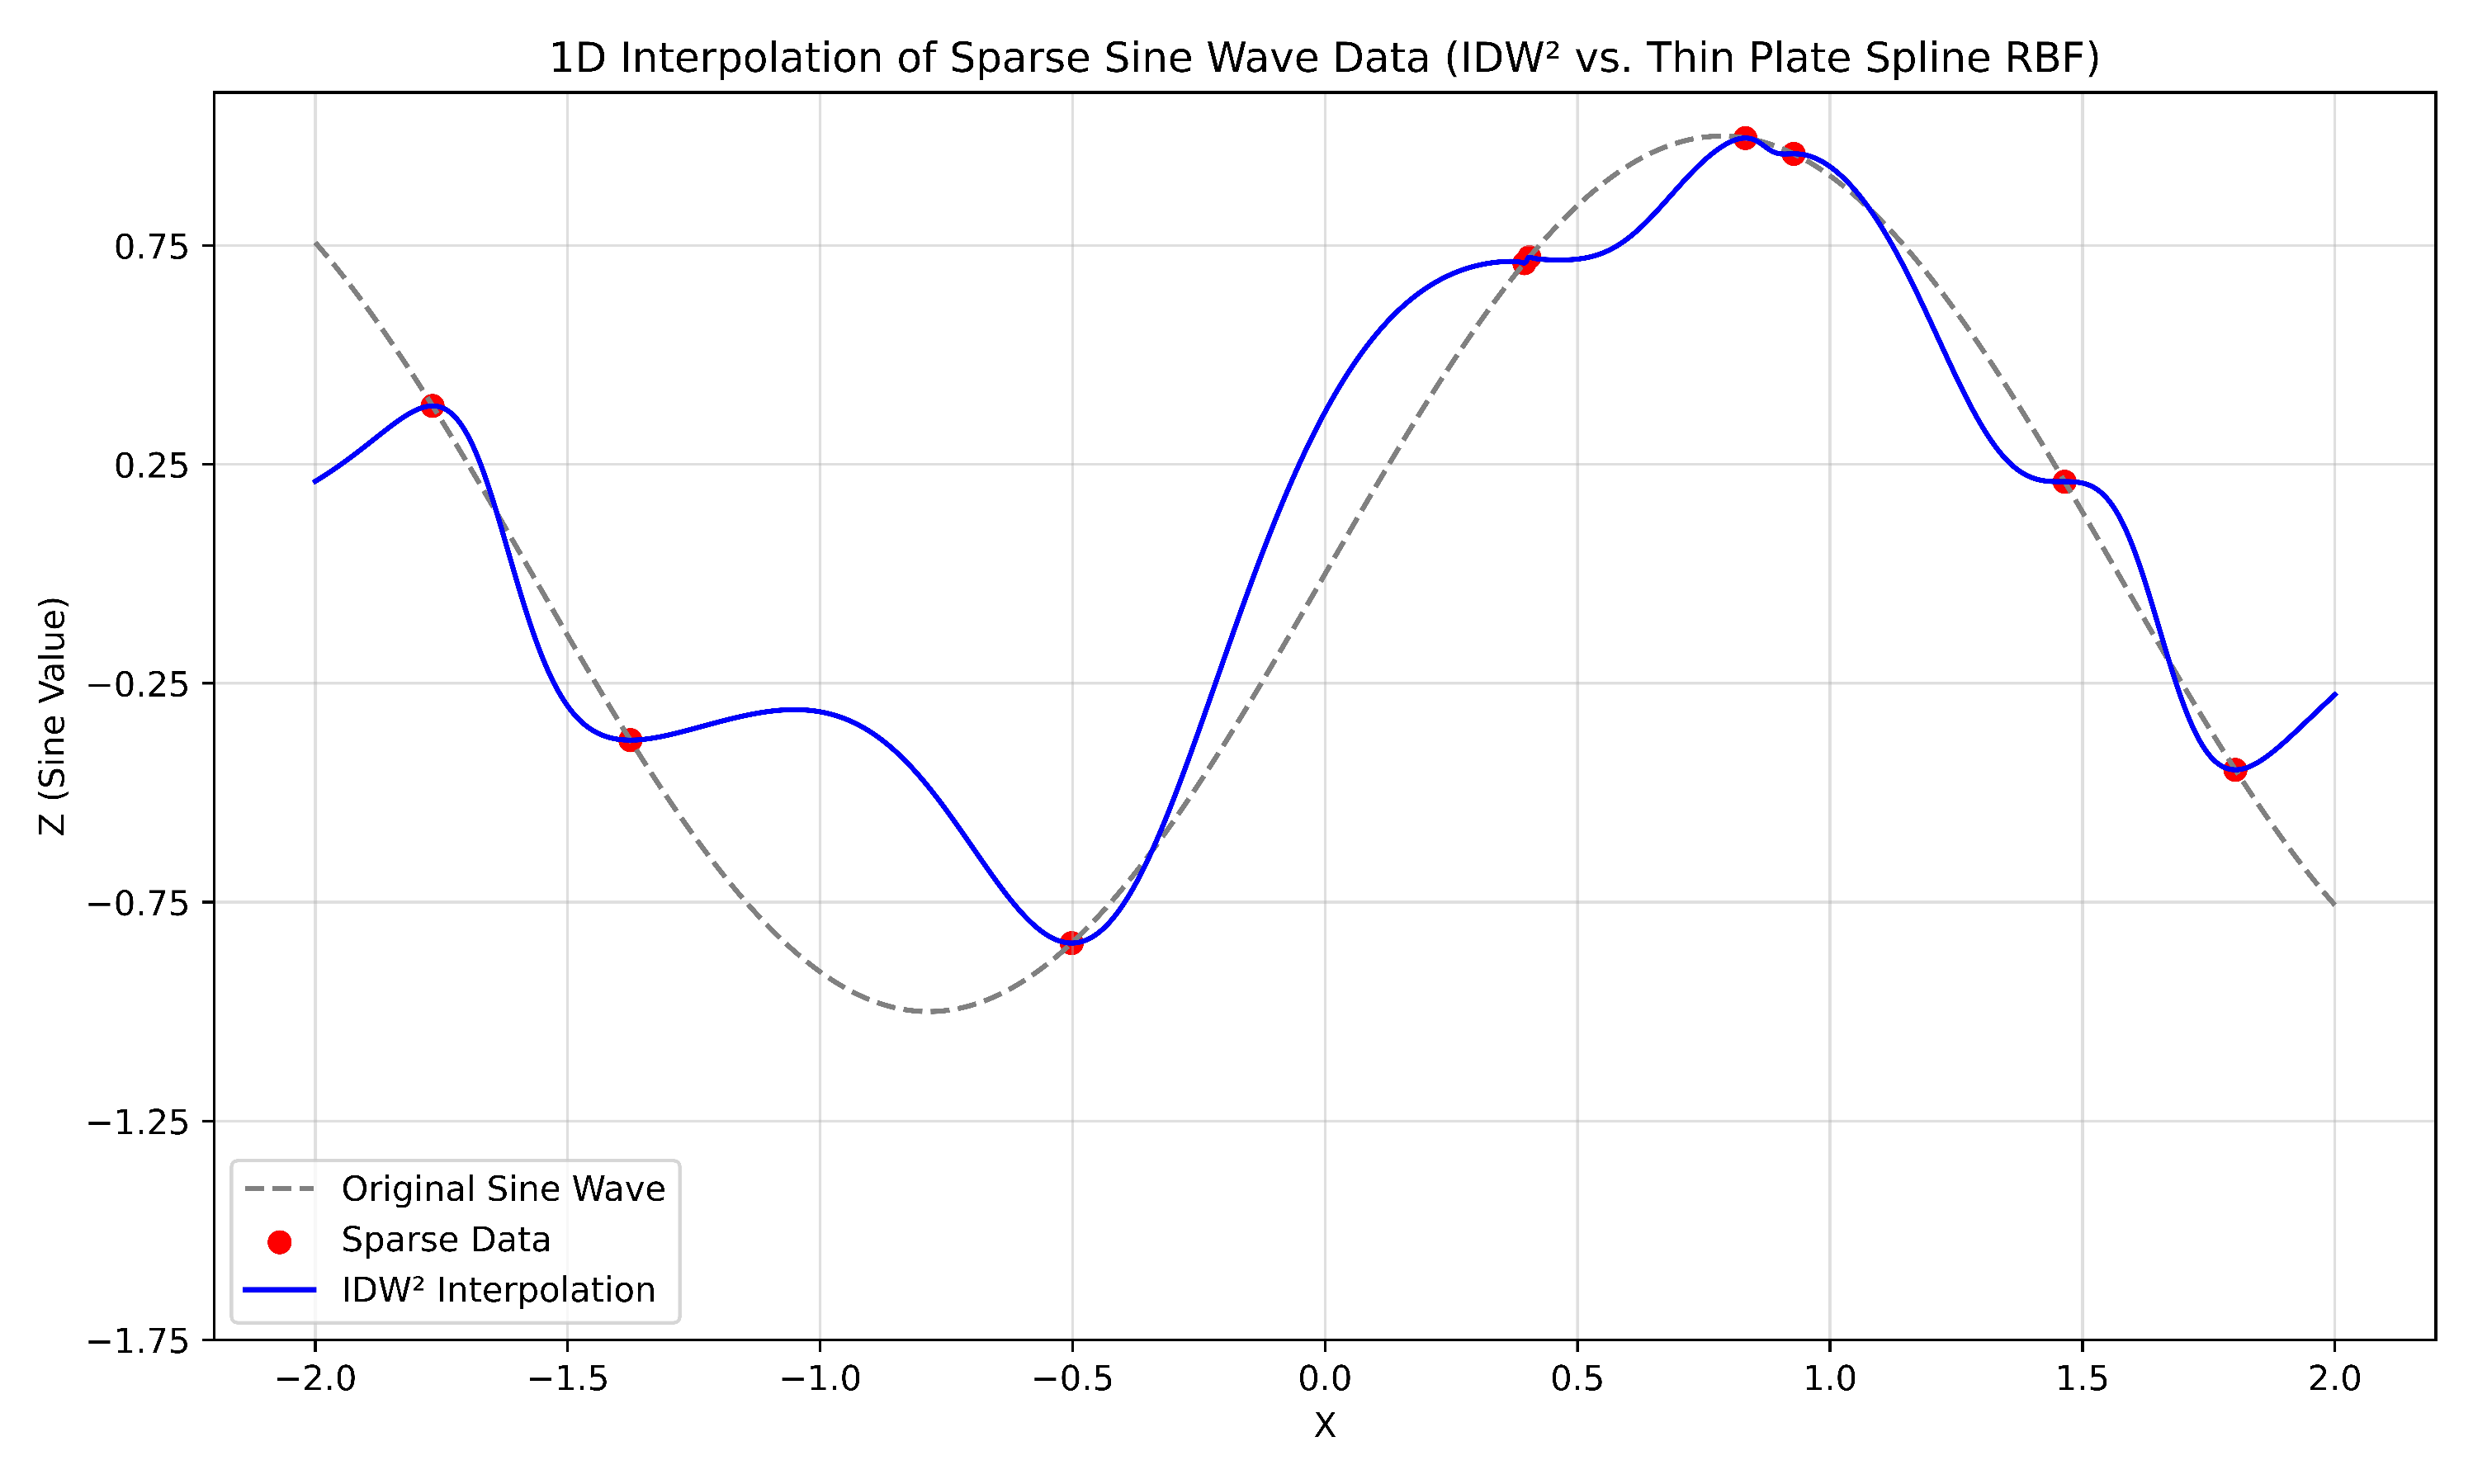 1D Interpolation of Sparse Sine Wave Data (IDW² vs. Thin Plate Spline RBF)
Z (Sine Value)
0.75
0.25
−0.25
−0.75
−1.25
−1.75
Original Sine Wave
Sparse Data
IDW² Interpolation
−2.0 −1.5 −1.0 −0.5 0.0 0.5 1.0 1.5 2.0
X